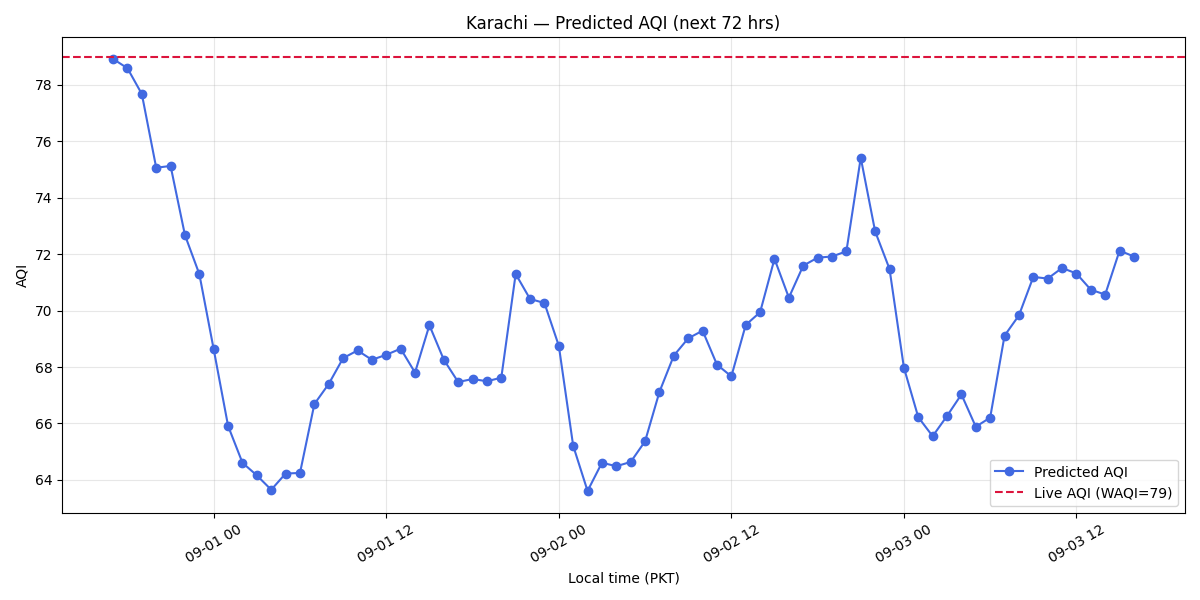 Karachi — Predicted AQI (next 72 hrs)
AQI
78
76
74
72
70
68
66
64
Predicted AQI
Live AQI (WAQI=79)
09-01 00
09-01 12
09-02 00
09-02 12
09-03 00
09-03 12
Local time (PKT)